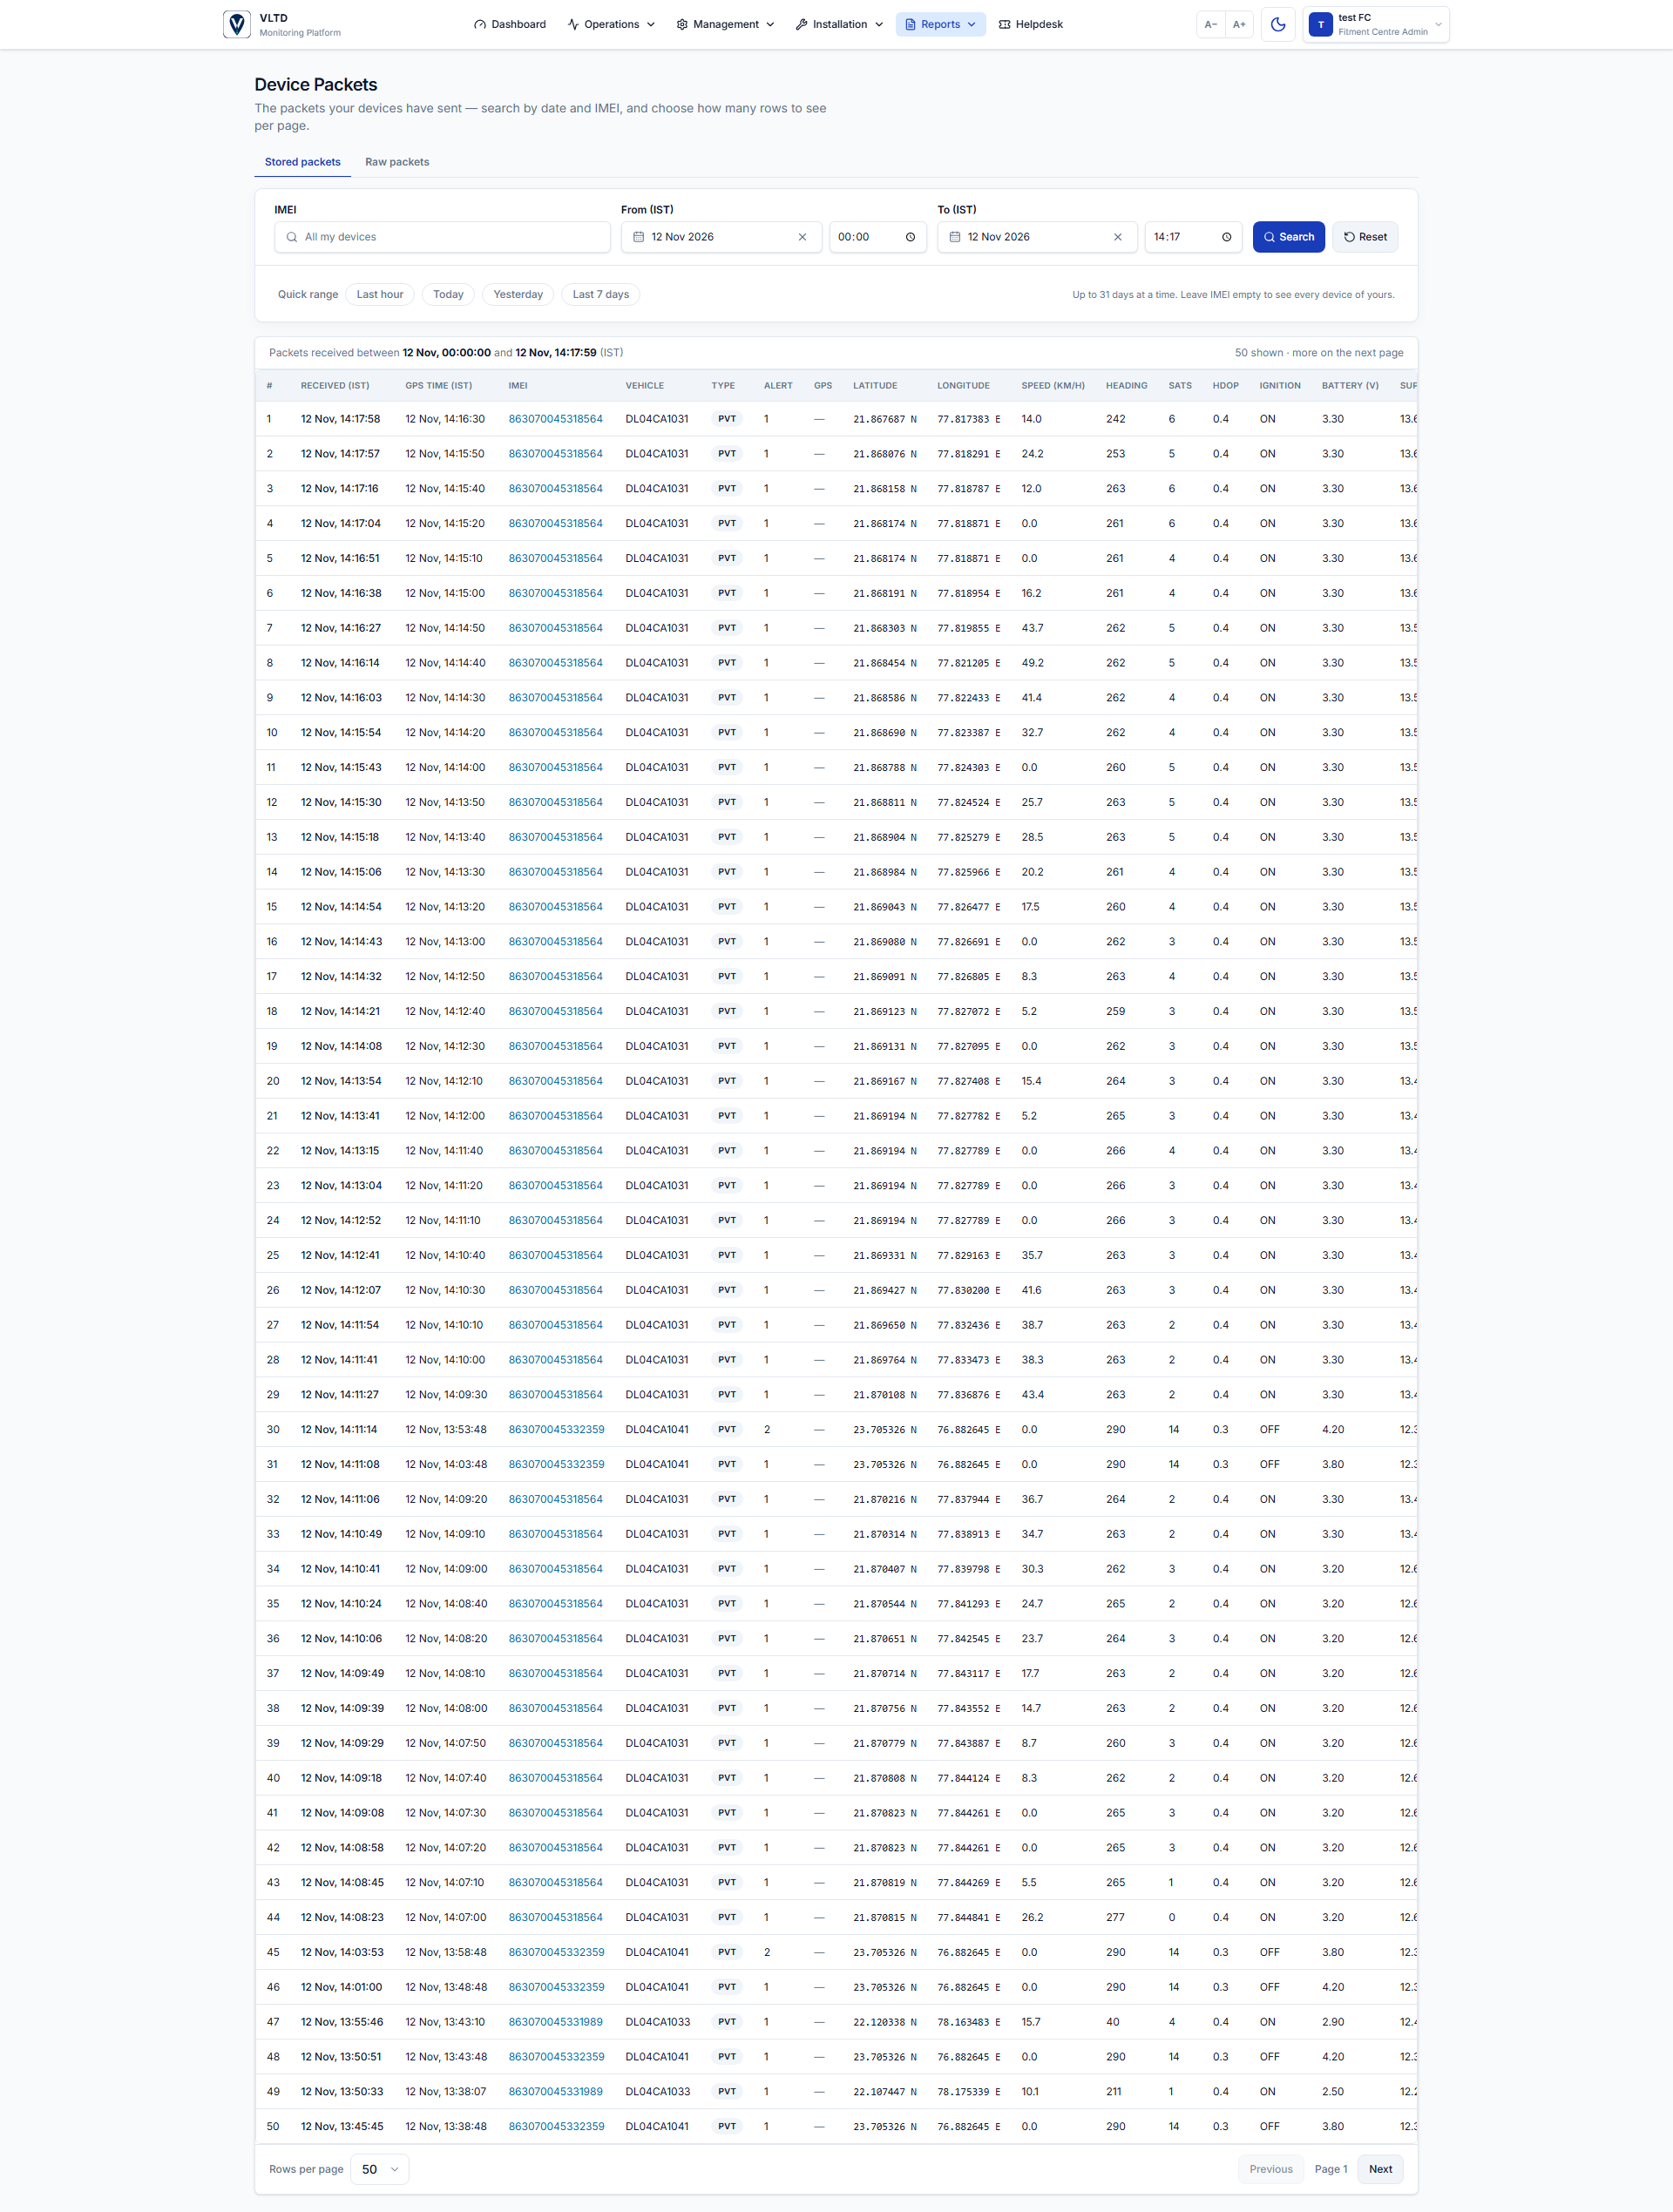 VLTD
Monitoring Platform
Dashboard Operations Management Installation Reports Helpdesk
A− A+
T
test FC
Fitment Centre Admin
Device Packets
The packets your devices have sent — search by date and IMEI, and choose how many rows to see
per page.
Stored packets Raw packets
IMEI From (IST) To (IST)
All my devices 12 Nov 2026 00:00 12 Nov 2026 14:17 Search Reset
Quick range Last hour Today Yesterday Last 7 days Up to 31 days at a time. Leave IMEI empty to see every device of yours.
Packets received between 12 Nov, 00:00:00 and 12 Nov, 14:17:59 (IST) 50 shown · more on the next page
# RECEIVED (IST) GPS TIME (IST) IMEI VEHICLE TYPE ALERT GPS LATITUDE LONGITUDE SPEED (KM/H) HEADING SATS HDOP IGNITION BATTERY (V)
1 12 Nov, 14:17:58 12 Nov, 14:16:30 863070045318564 DL04CA1031 PVT 1 — 21.867687 N 77.817383 E 14.0 242 6 0.4 ON 3.30
2 12 Nov, 14:17:57 12 Nov, 14:15:50 863070045318564 DL04CA1031 PVT 1 — 21.868076 N 77.818291 E 24.2 253 5 0.4 ON 3.30
3 12 Nov, 14:17:16 12 Nov, 14:15:40 863070045318564 DL04CA1031 PVT 1 — 21.868158 N 77.818787 E 12.0 263 6 0.4 ON 3.30
4 12 Nov, 14:17:04 12 Nov, 14:15:20 863070045318564 DL04CA1031 PVT 1 — 21.868174 N 77.818871 E 0.0 261 6 0.4 ON 3.30
5 12 Nov, 14:16:51 12 Nov, 14:15:10 863070045318564 DL04CA1031 PVT 1 — 21.868174 N 77.818871 E 0.0 261 4 0.4 ON 3.30
6 12 Nov, 14:16:38 12 Nov, 14:15:00 863070045318564 DL04CA1031 PVT 1 — 21.868191 N 77.818954 E 16.2 261 4 0.4 ON 3.30
7 12 Nov, 14:16:27 12 Nov, 14:14:50 863070045318564 DL04CA1031 PVT 1 — 21.868303 N 77.819855 E 43.7 262 5 0.4 ON 3.30
8 12 Nov, 14:16:14 12 Nov, 14:14:40 863070045318564 DL04CA1031 PVT 1 — 21.868454 N 77.821205 E 49.2 262 5 0.4 ON 3.30
9 12 Nov, 14:16:03 12 Nov, 14:14:30 863070045318564 DL04CA1031 PVT 1 — 21.868586 N 77.822433 E 41.4 262 4 0.4 ON 3.30
10 12 Nov, 14:15:54 12 Nov, 14:14:20 863070045318564 DL04CA1031 PVT 1 — 21.868690 N 77.823387 E 32.7 262 4 0.4 ON 3.30
11 12 Nov, 14:15:43 12 Nov, 14:14:00 863070045318564 DL04CA1031 PVT 1 — 21.868788 N 77.824303 E 0.0 260 5 0.4 ON 3.30
12 12 Nov, 14:15:30 12 Nov, 14:13:50 863070045318564 DL04CA1031 PVT 1 — 21.868811 N 77.824524 E 25.7 263 5 0.4 ON 3.30
13 12 Nov, 14:15:18 12 Nov, 14:13:40 863070045318564 DL04CA1031 PVT 1 — 21.868904 N 77.825279 E 28.5 263 5 0.4 ON 3.30
14 12 Nov, 14:15:06 12 Nov, 14:13:30 863070045318564 DL04CA1031 PVT 1 — 21.868984 N 77.825966 E 20.2 261 4 0.4 ON 3.30
15 12 Nov, 14:14:54 12 Nov, 14:13:20 863070045318564 DL04CA1031 PVT 1 — 21.869043 N 77.826477 E 17.5 260 4 0.4 ON 3.30
16 12 Nov, 14:14:43 12 Nov, 14:13:00 863070045318564 DL04CA1031 PVT 1 — 21.869080 N 77.826691 E 0.0 262 3 0.4 ON 3.30
17 12 Nov, 14:14:32 12 Nov, 14:12:50 863070045318564 DL04CA1031 PVT 1 — 21.869091 N 77.826805 E 8.3 263 4 0.4 ON 3.30
18 12 Nov, 14:14:21 12 Nov, 14:12:40 863070045318564 DL04CA1031 PVT 1 — 21.869123 N 77.827072 E 5.2 259 3 0.4 ON 3.30
19 12 Nov, 14:14:08 12 Nov, 14:12:30 863070045318564 DL04CA1031 PVT 1 — 21.869131 N 77.827095 E 0.0 262 3 0.4 ON 3.30
20 12 Nov, 14:13:54 12 Nov, 14:12:10 863070045318564 DL04CA1031 PVT 1 — 21.869167 N 77.827408 E 15.4 264 3 0.4 ON 3.30
21 12 Nov, 14:13:41 12 Nov, 14:12:00 863070045318564 DL04CA1031 PVT 1 — 21.869194 N 77.827782 E 5.2 265 3 0.4 ON 3.30
22 12 Nov, 14:13:15 12 Nov, 14:11:40 863070045318564 DL04CA1031 PVT 1 — 21.869194 N 77.827789 E 0.0 266 4 0.4 ON 3.30
23 12 Nov, 14:13:04 12 Nov, 14:11:20 863070045318564 DL04CA1031 PVT 1 — 21.869194 N 77.827789 E 0.0 266 3 0.4 ON 3.30
24 12 Nov, 14:12:52 12 Nov, 14:11:10 863070045318564 DL04CA1031 PVT 1 — 21.869194 N 77.827789 E 0.0 266 3 0.4 ON 3.30
25 12 Nov, 14:12:41 12 Nov, 14:10:40 863070045318564 DL04CA1031 PVT 1 — 21.869331 N 77.829163 E 35.7 263 3 0.4 ON 3.30
26 12 Nov, 14:12:07 12 Nov, 14:10:30 863070045318564 DL04CA1031 PVT 1 — 21.869427 N 77.830200 E 41.6 263 3 0.4 ON 3.30
27 12 Nov, 14:11:54 12 Nov, 14:10:10 863070045318564 DL04CA1031 PVT 1 — 21.869650 N 77.832436 E 38.7 263 2 0.4 ON 3.30
28 12 Nov, 14:11:41 12 Nov, 14:10:00 863070045318564 DL04CA1031 PVT 1 — 21.869764 N 77.833473 E 38.3 263 2 0.4 ON 3.30
29 12 Nov, 14:11:27 12 Nov, 14:09:30 863070045318564 DL04CA1031 PVT 1 — 21.870108 N 77.836876 E 43.4 263 2 0.4 ON 3.30
30 12 Nov, 14:11:14 12 Nov, 13:53:48 863070045332359 DL04CA1041 PVT 2 — 23.705326 N 76.882645 E 0.0 290 14 0.3 OFF 4.20
31 12 Nov, 14:11:08 12 Nov, 14:03:48 863070045332359 DL04CA1041 PVT 1 — 23.705326 N 76.882645 E 0.0 290 14 0.3 OFF 3.80
32 12 Nov, 14:11:06 12 Nov, 14:09:20 863070045318564 DL04CA1031 PVT 1 — 21.870216 N 77.837944 E 36.7 264 2 0.4 ON 3.30
33 12 Nov, 14:10:49 12 Nov, 14:09:10 863070045318564 DL04CA1031 PVT 1 — 21.870314 N 77.838913 E 34.7 263 2 0.4 ON 3.30
34 12 Nov, 14:10:41 12 Nov, 14:09:00 863070045318564 DL04CA1031 PVT 1 — 21.870407 N 77.839798 E 30.3 262 3 0.4 ON 3.20
35 12 Nov, 14:10:24 12 Nov, 14:08:40 863070045318564 DL04CA1031 PVT 1 — 21.870544 N 77.841293 E 24.7 265 2 0.4 ON 3.20
36 12 Nov, 14:10:06 12 Nov, 14:08:20 863070045318564 DL04CA1031 PVT 1 — 21.870651 N 77.842545 E 23.7 264 3 0.4 ON 3.20
37 12 Nov, 14:09:49 12 Nov, 14:08:10 863070045318564 DL04CA1031 PVT 1 — 21.870714 N 77.843117 E 17.7 263 2 0.4 ON 3.20
38 12 Nov, 14:09:39 12 Nov, 14:08:00 863070045318564 DL04CA1031 PVT 1 — 21.870756 N 77.843552 E 14.7 263 2 0.4 ON 3.20
39 12 Nov, 14:09:29 12 Nov, 14:07:50 863070045318564 DL04CA1031 PVT 1 — 21.870779 N 77.843887 E 8.7 260 3 0.4 ON 3.20
40 12 Nov, 14:09:18 12 Nov, 14:07:40 863070045318564 DL04CA1031 PVT 1 — 21.870808 N 77.844124 E 8.3 262 2 0.4 ON 3.20
41 12 Nov, 14:09:08 12 Nov, 14:07:30 863070045318564 DL04CA1031 PVT 1 — 21.870823 N 77.844261 E 0.0 265 3 0.4 ON 3.20
42 12 Nov, 14:08:58 12 Nov, 14:07:20 863070045318564 DL04CA1031 PVT 1 — 21.870823 N 77.844261 E 0.0 265 3 0.4 ON 3.20
43 12 Nov, 14:08:45 12 Nov, 14:07:10 863070045318564 DL04CA1031 PVT 1 — 21.870819 N 77.844269 E 5.5 265 1 0.4 ON 3.20
44 12 Nov, 14:08:23 12 Nov, 14:07:00 863070045318564 DL04CA1031 PVT 1 — 21.870815 N 77.844841 E 26.2 277 0 0.4 ON 3.20
45 12 Nov, 14:03:53 12 Nov, 13:58:48 863070045332359 DL04CA1041 PVT 2 — 23.705326 N 76.882645 E 0.0 290 14 0.3 OFF 3.80
46 12 Nov, 14:01:00 12 Nov, 13:48:48 863070045332359 DL04CA1041 PVT 1 — 23.705326 N 76.882645 E 0.0 290 14 0.3 OFF 4.20
47 12 Nov, 13:55:46 12 Nov, 13:43:10 863070045331989 DL04CA1033 PVT 1 — 22.120338 N 78.163483 E 15.7 40 4 0.4 ON 2.90
48 12 Nov, 13:50:51 12 Nov, 13:43:48 863070045332359 DL04CA1041 PVT 1 — 23.705326 N 76.882645 E 0.0 290 14 0.3 OFF 4.20
49 12 Nov, 13:50:33 12 Nov, 13:38:07 863070045331989 DL04CA1033 PVT 1 — 22.107447 N 78.175339 E 10.1 211 1 0.4 ON 2.50
50 12 Nov, 13:45:45 12 Nov, 13:38:48 863070045332359 DL04CA1041 PVT 1 — 23.705326 N 76.882645 E 0.0 290 14 0.3 OFF 3.80
Rows per page 50 Previous Page 1 Next